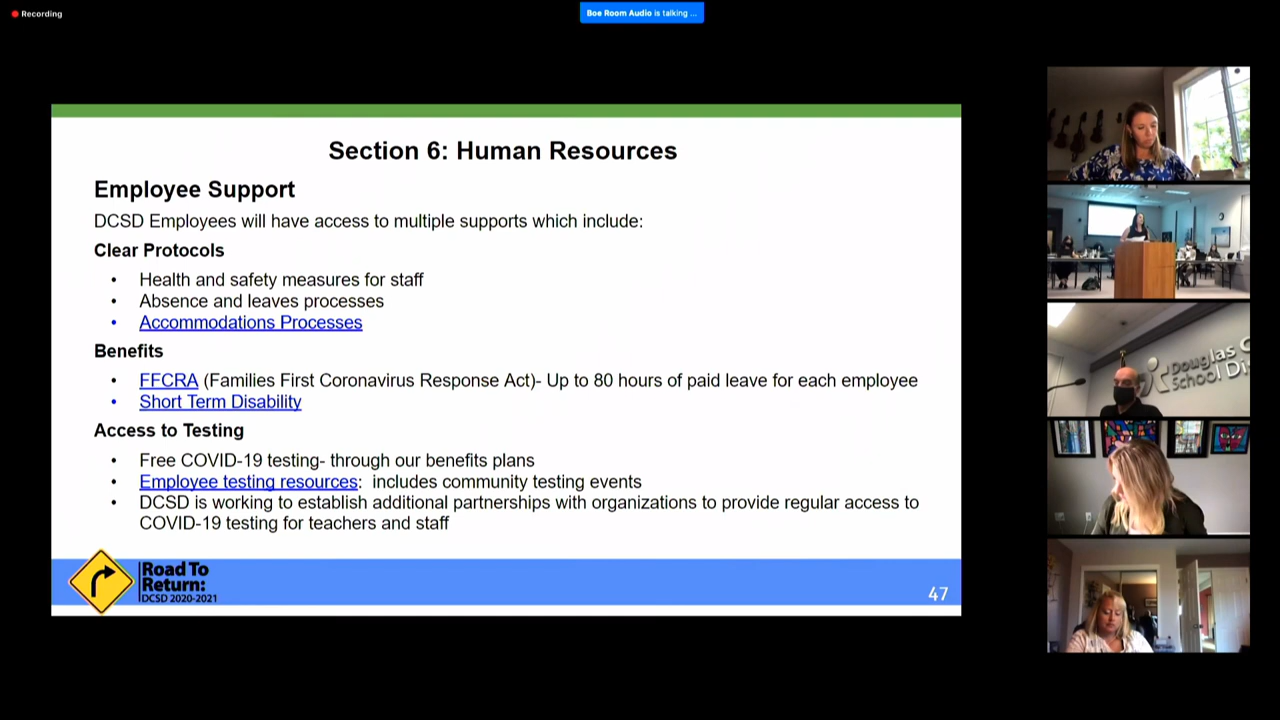 Recording
Boe Room Audio is talking ...
Section 6: Human Resources
Employee Support
DCSD Employees will have access to multiple supports which include:
Clear Protocols
• Health and safety measures for staff
• Absence and leaves processes
• Accommodations Processes
Benefits
• FFCRA (Families First Coronavirus Response Act)- Up to 80 hours of paid leave for each employee
• Short Term Disability
Access to Testing
• Free COVID-19 testing- through our benefits plans
• Employee testing resources: includes community testing events
• DCSD is working to establish additional partnerships with organizations to provide regular access to
COVID-19 testing for teachers and staff
Road To
Return:
DCSD 2020-2021
47
Douglas C
School Di